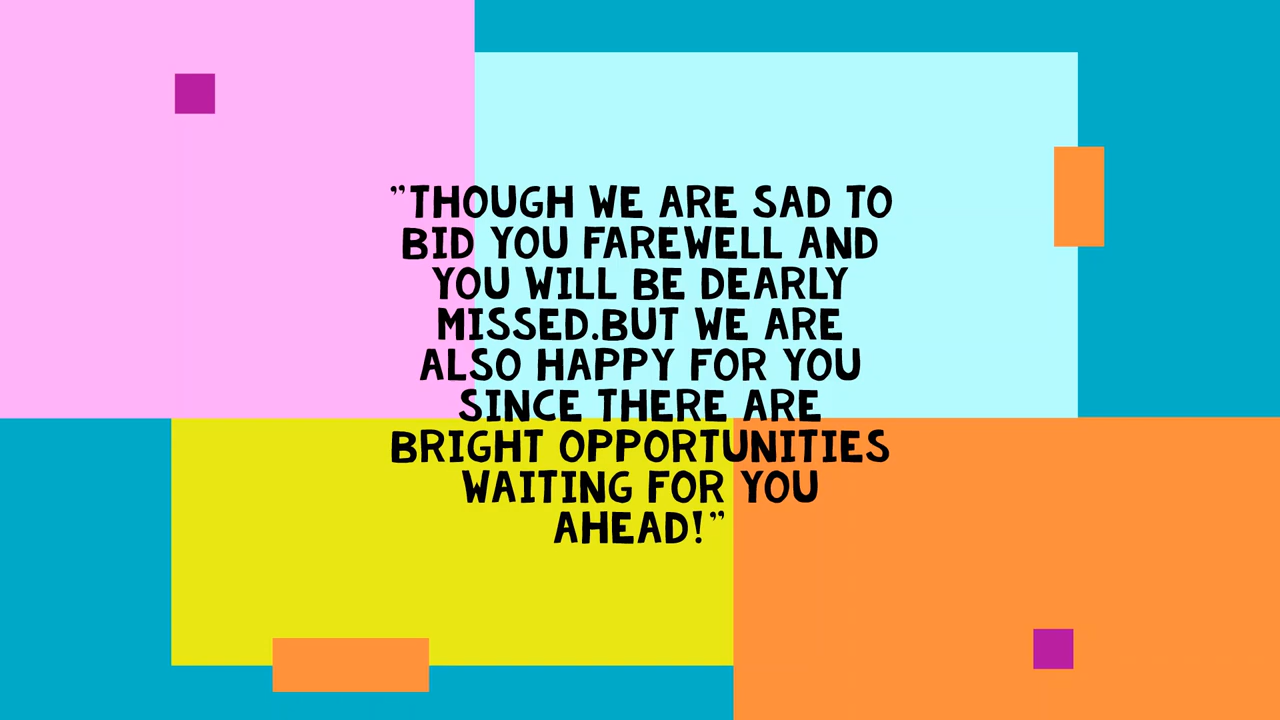 ”THOUGH WE ARE SAD TO
BID YOU FAREWELL AND
YOU WILL BE DEARLY
MISSED.BUT WE ARE
ALSO HAPPY FOR YOU
SINCE THERE ARE
BRIGHT OPPORTUNITIES
WAITING FOR YOU
AHEAD!”